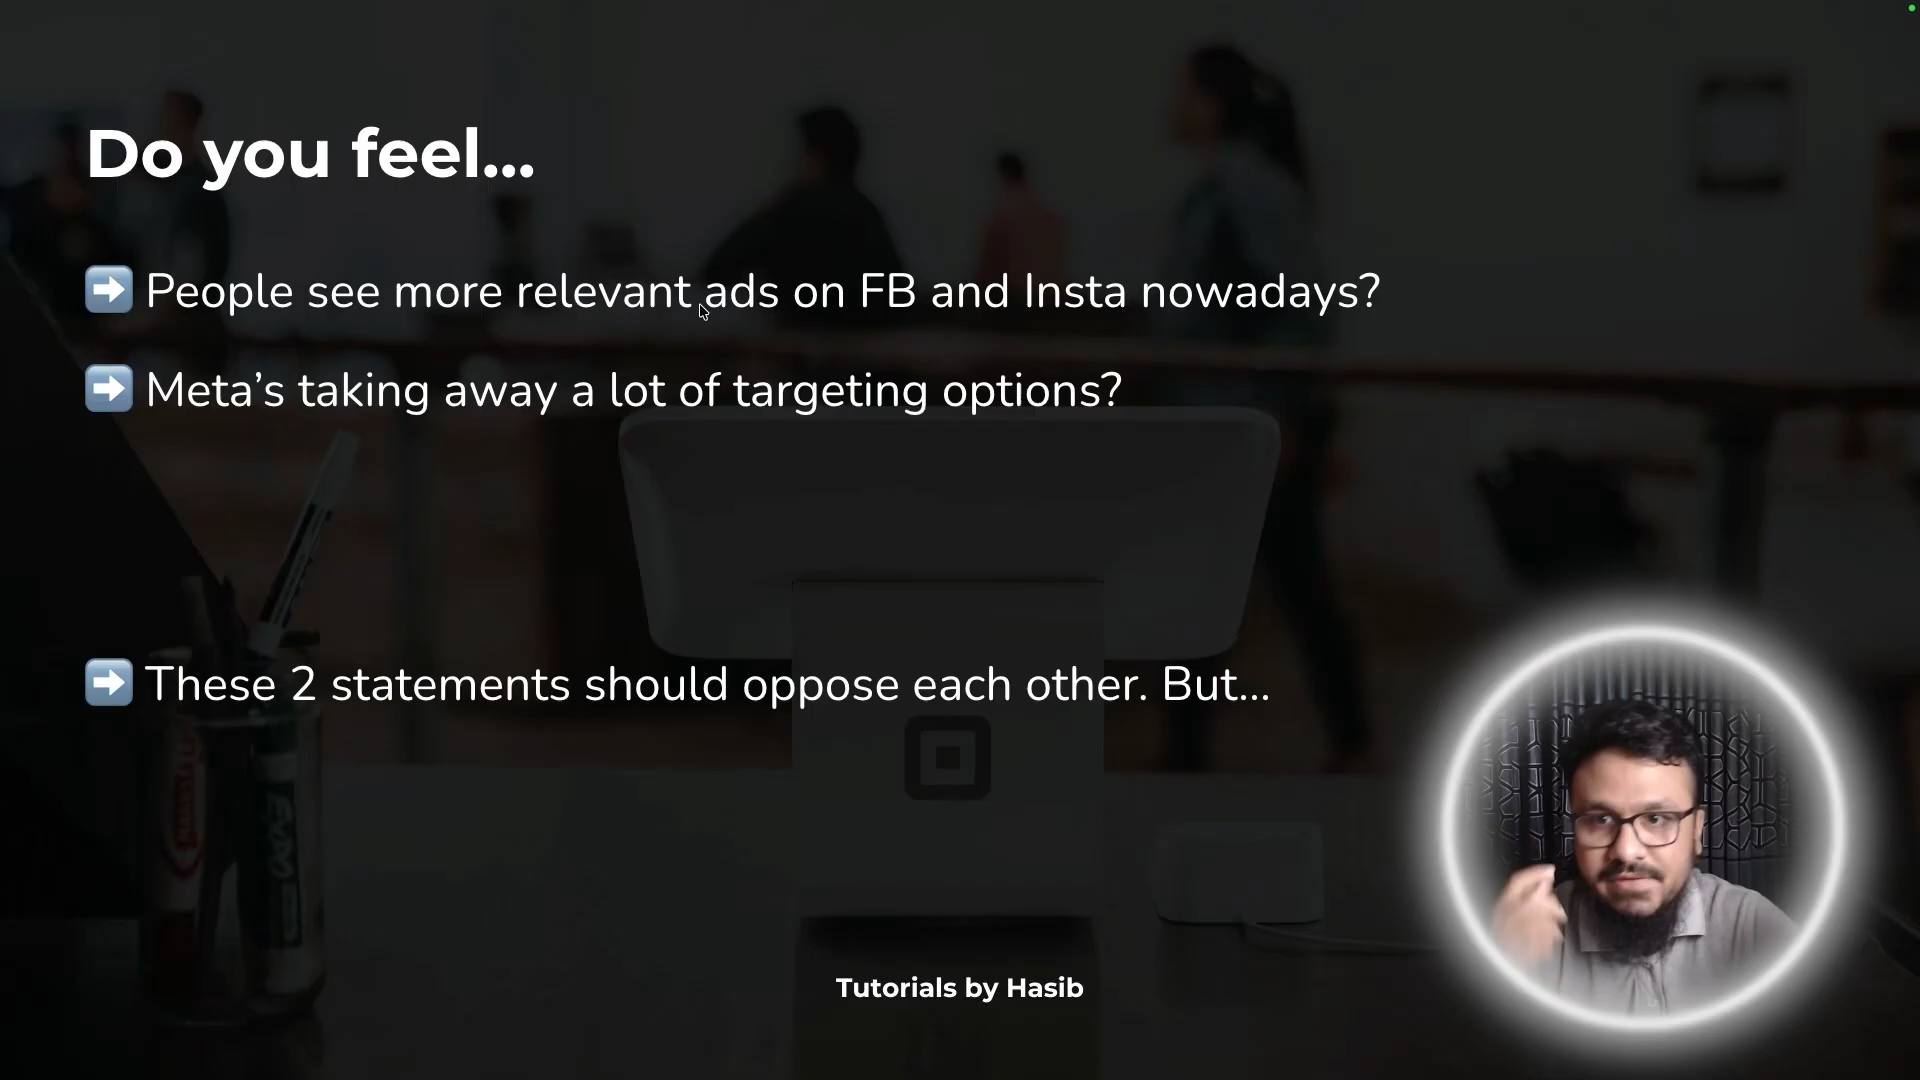 Do you feel...
➡️ People see more relevant ads on FB and Insta nowadays?
➡️ Meta’s taking away a lot of targeting options?
➡️ These 2 statements should oppose each other. But...
EXPO
Tutorials by Hasib